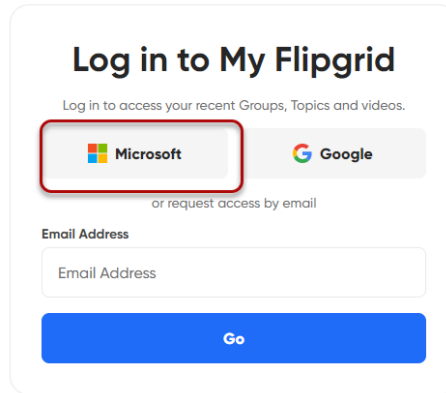 Log in to My Flipgrid
Log in to access your recent Groups, Topics and videos.
Microsoft Google
or request access by email
Email Address
Email Address
Go